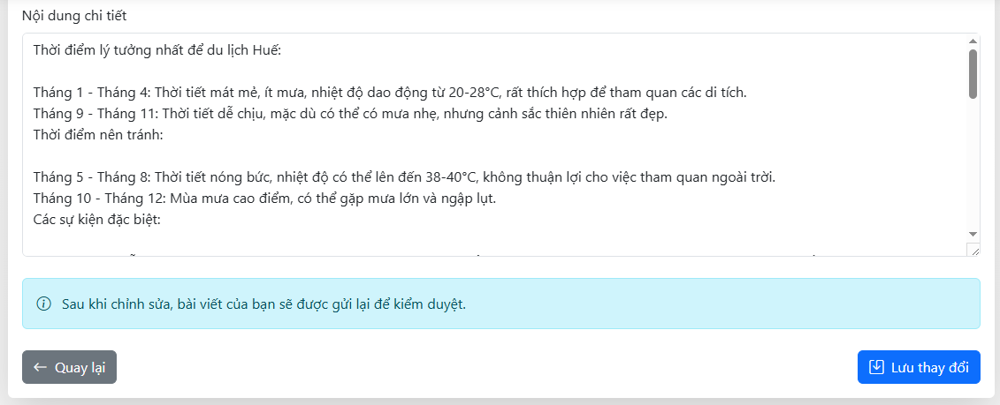 Nội dung chi tiết
Thời điểm lý tưởng nhất để du lịch Huế:
Tháng 1 - Tháng 4: Thời tiết mát mẻ, ít mưa, nhiệt độ dao động từ 20-28°C, rất thích hợp để tham quan các di tích.
Tháng 9 - Tháng 11: Thời tiết dễ chịu, mặc dù có thể có mưa nhẹ, nhưng cảnh sắc thiên nhiên rất đẹp.
Thời điểm nên tránh:
Tháng 5 - Tháng 8: Thời tiết nóng bức, nhiệt độ có thể lên đến 38-40°C, không thuận lợi cho việc tham quan ngoài trời.
Tháng 10 - Tháng 12: Mùa mưa cao điểm, có thể gặp mưa lớn và ngập lụt.
Các sự kiện đặc biệt:
Sau khi chỉnh sửa, bài viết của bạn sẽ được gửi lại để kiểm duyệt.
Quay lại
Lưu thay đổi